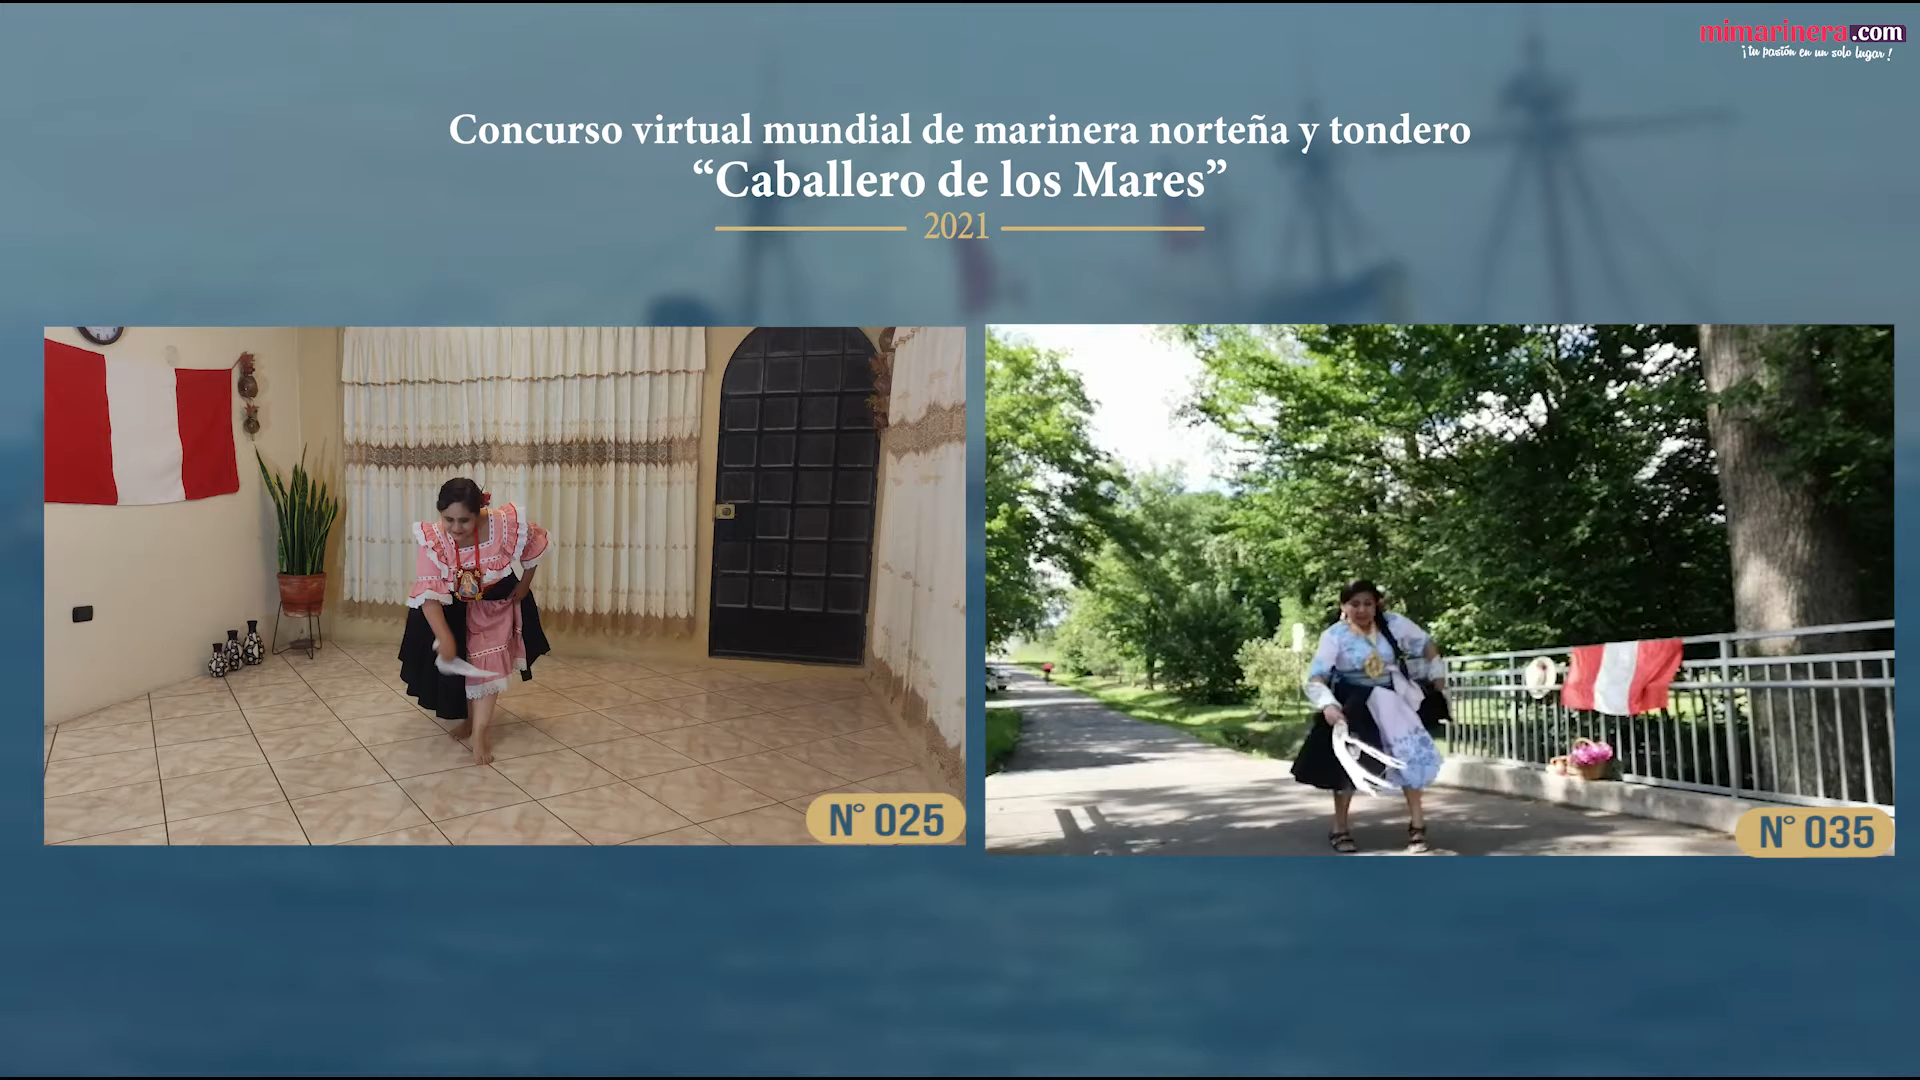 mimarinera.com
¡tu pasión en un solo lugar!
Concurso virtual mundial de marinera norteña y tondero
“Caballero de los Mares”
2021
N° 025
N° 035